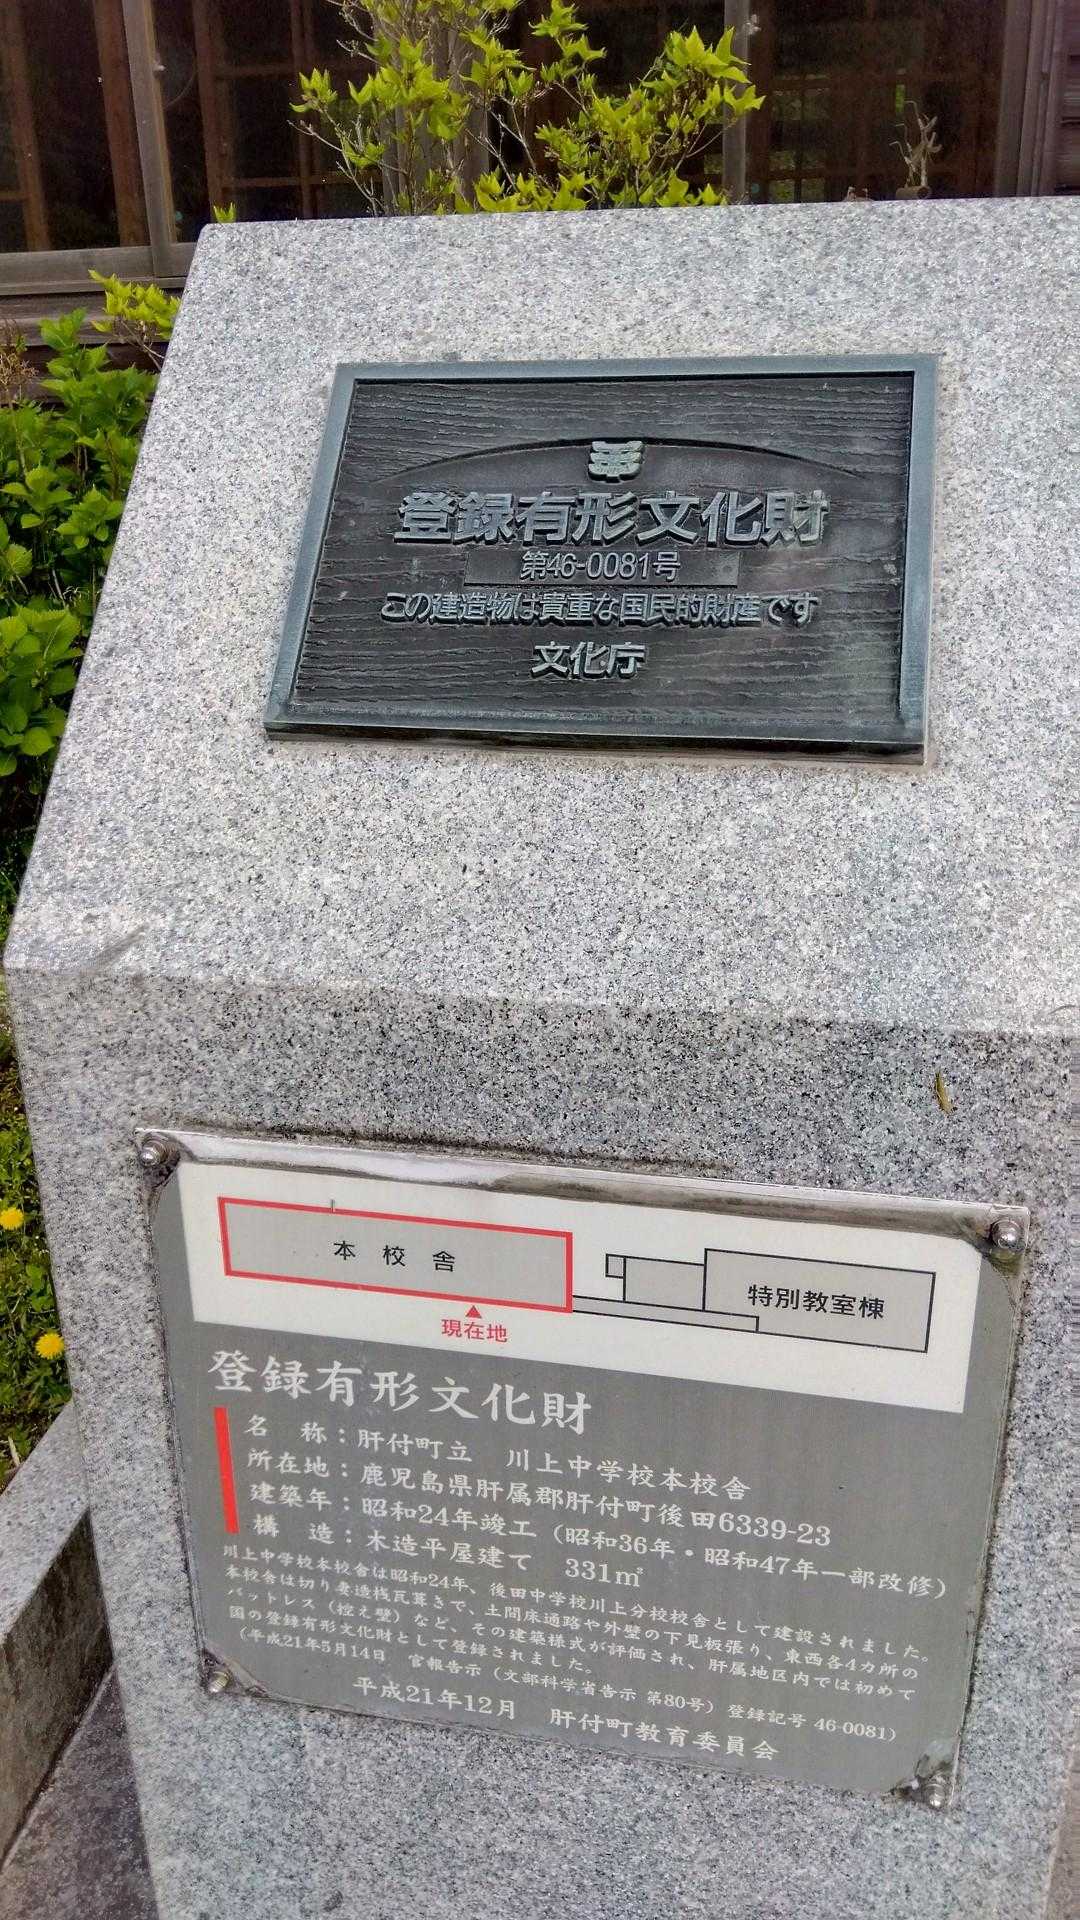 登録有形文化財
第46-0081号
この建造物は貴重な国民的財産です
文化庁
本校舎
特別教室棟
現在地
登録有形文化財
名　称：肝付町立　川上中学校本校舎
所在地：鹿児島県肝属郡肝付町後田6339-23
建築年：昭和24年竣工（昭和36年・昭和47年一部改修）
構　造：木造平屋建て　331㎡
川上中学校本校舎は昭和24年、後田中学校川上分校校舎として建設されました。
本校舎は切り妻造桟瓦葺きで、土間床通路や外壁の下見板張り、東西各4カ所の
バットレス（控え壁）など、その建築様式が評価され、肝属地区内では初めて
国の登録有形文化財として登録されました。
（平成21年5月14日　官報告示（文部科学省告示 第80号）登録記号 46-0081）
平成21年12月　肝付町教育委員会